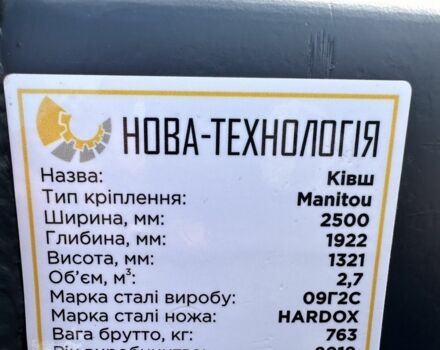 НОВА-ТЕХНОЛОГІЯ
Назва: Ківш
Тип кріплення: Manitou
Ширина, мм: 2500
Глибина, мм: 1922
Висота, мм: 1321
Об'єм, м³: 2,7
Марка сталі виробу: 09Г2С
Марка сталі ножа: HARDOX
Вага брутто, кг: 763